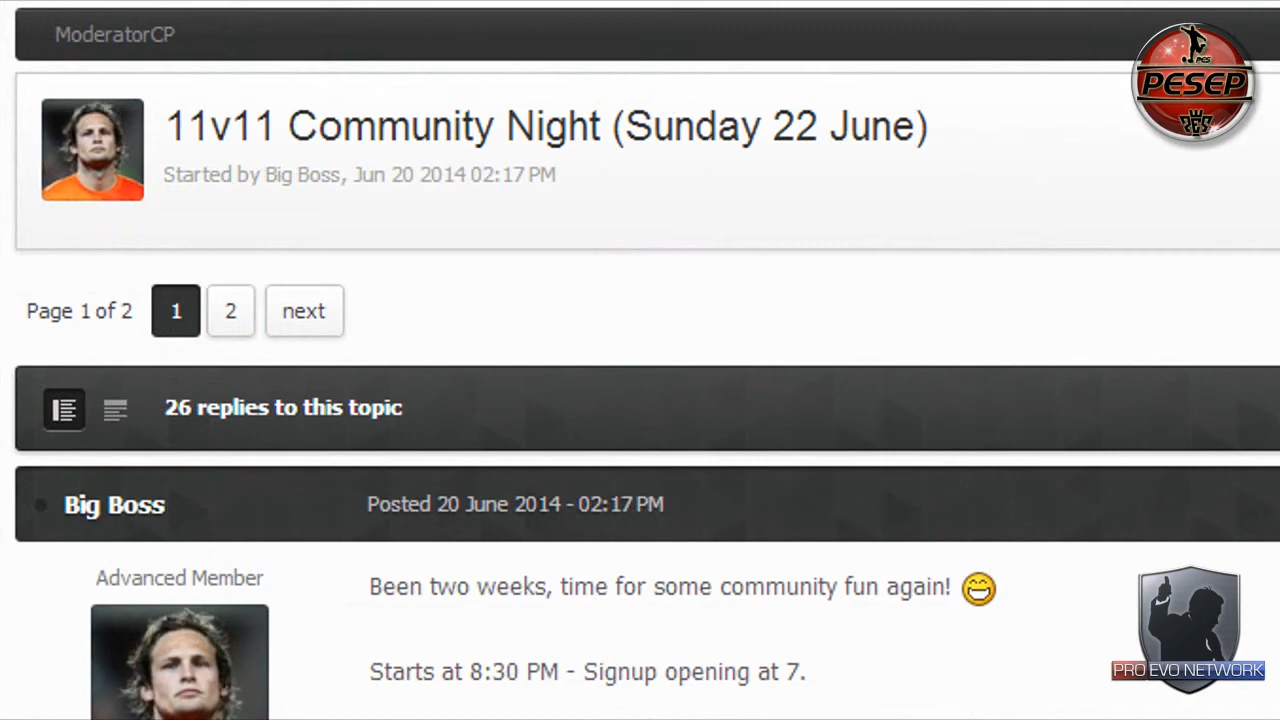 ModeratorCP
PES
PESEP
11v11 Community Night (Sunday 22 June)
Started by Big Boss, Jun 20 2014 02:17 PM
Page 1 of 2 1 2 next
26 replies to this topic
Big Boss Posted 20 June 2014 - 02:17 PM
Advanced Member
Been two weeks, time for some community fun again!
Starts at 8:30 PM - Signup opening at 7.
PRO EVO NETWORK